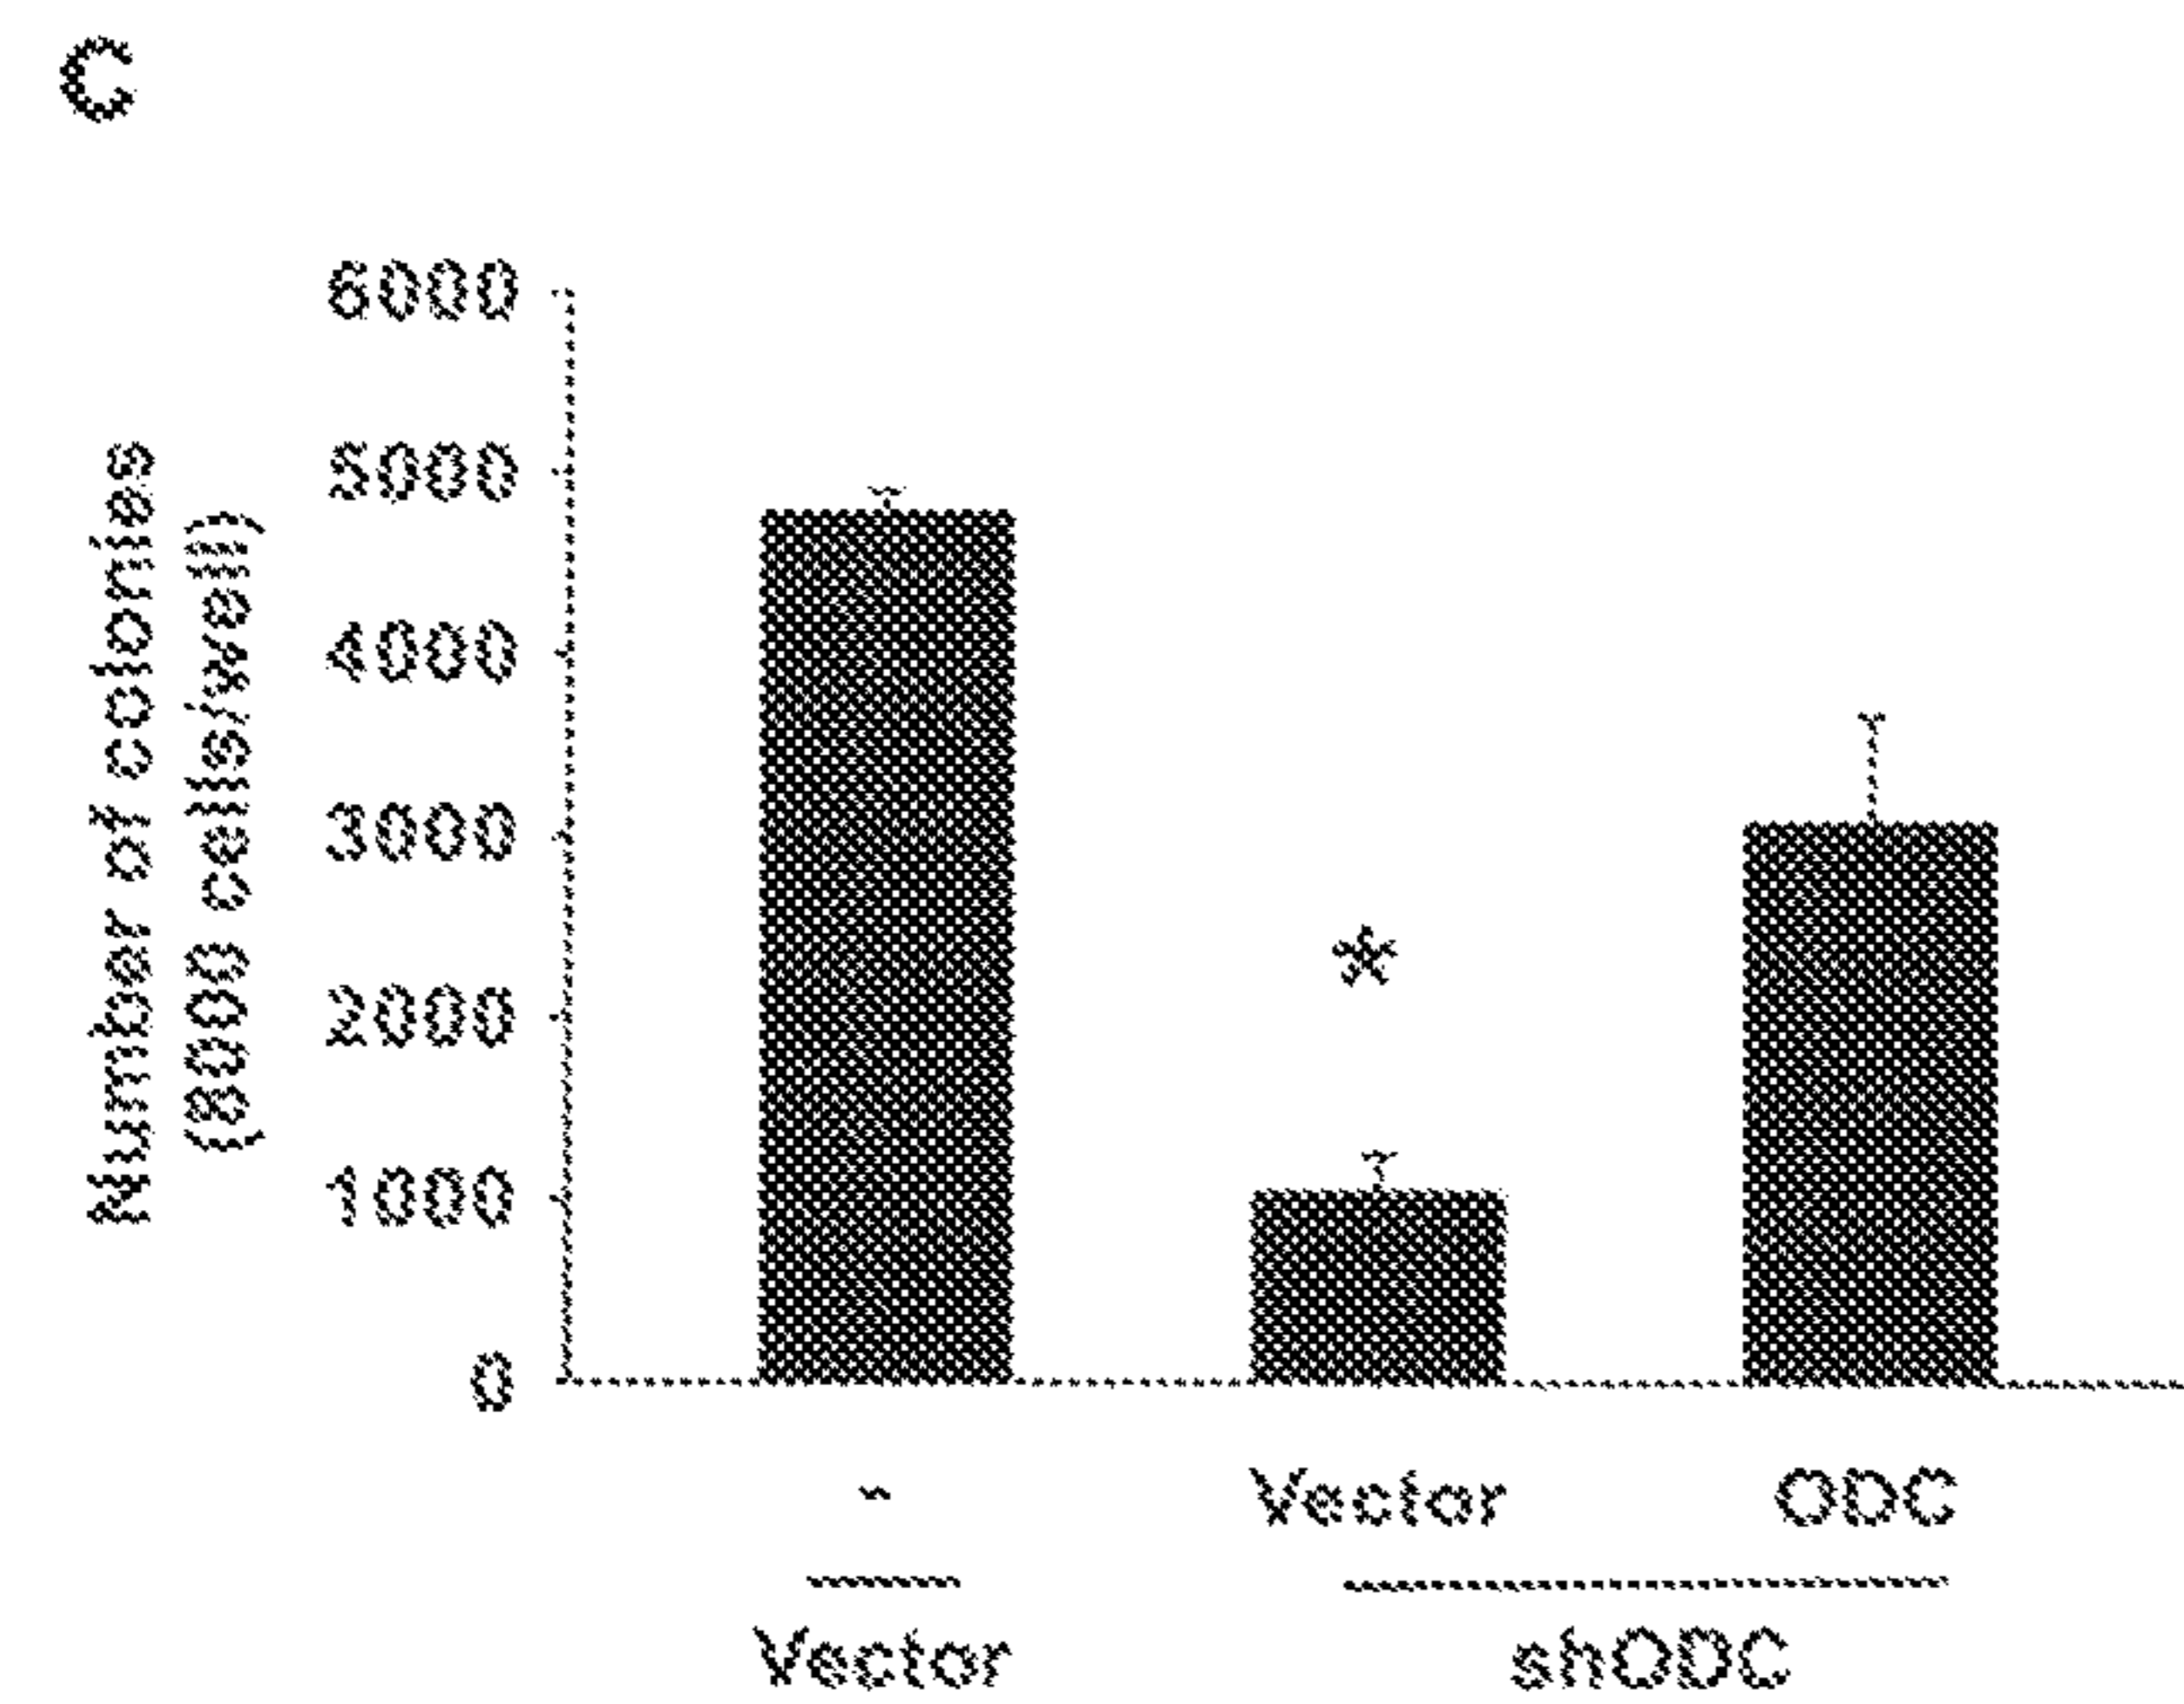 C
Number of colonies
(8000 cells/well)
6000
5000
4000
3000
2000
1000
0
*
- Vector ODC
Vector shODC